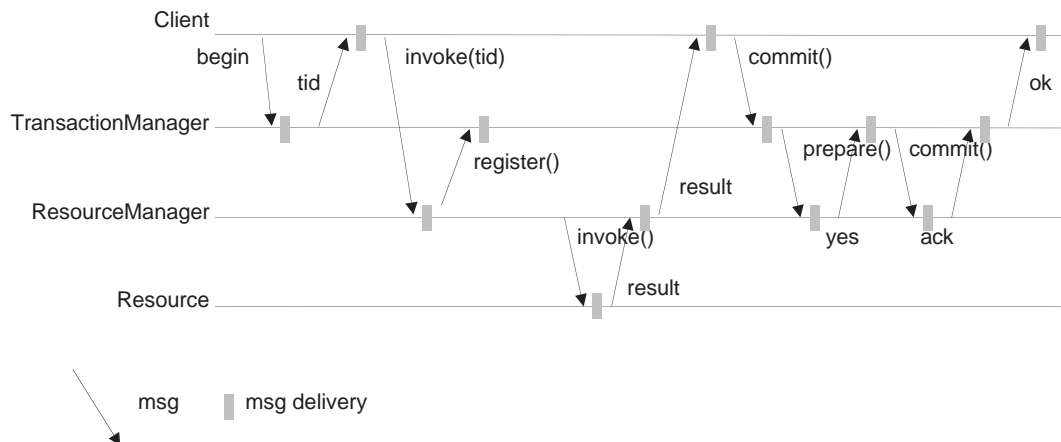 Client
begin
tid
invoke(tid)
commit()
ok
TransactionManager
register()
prepare()
commit()
result
ResourceManager
invoke()
yes
ack
Resource
result
msg
msg delivery